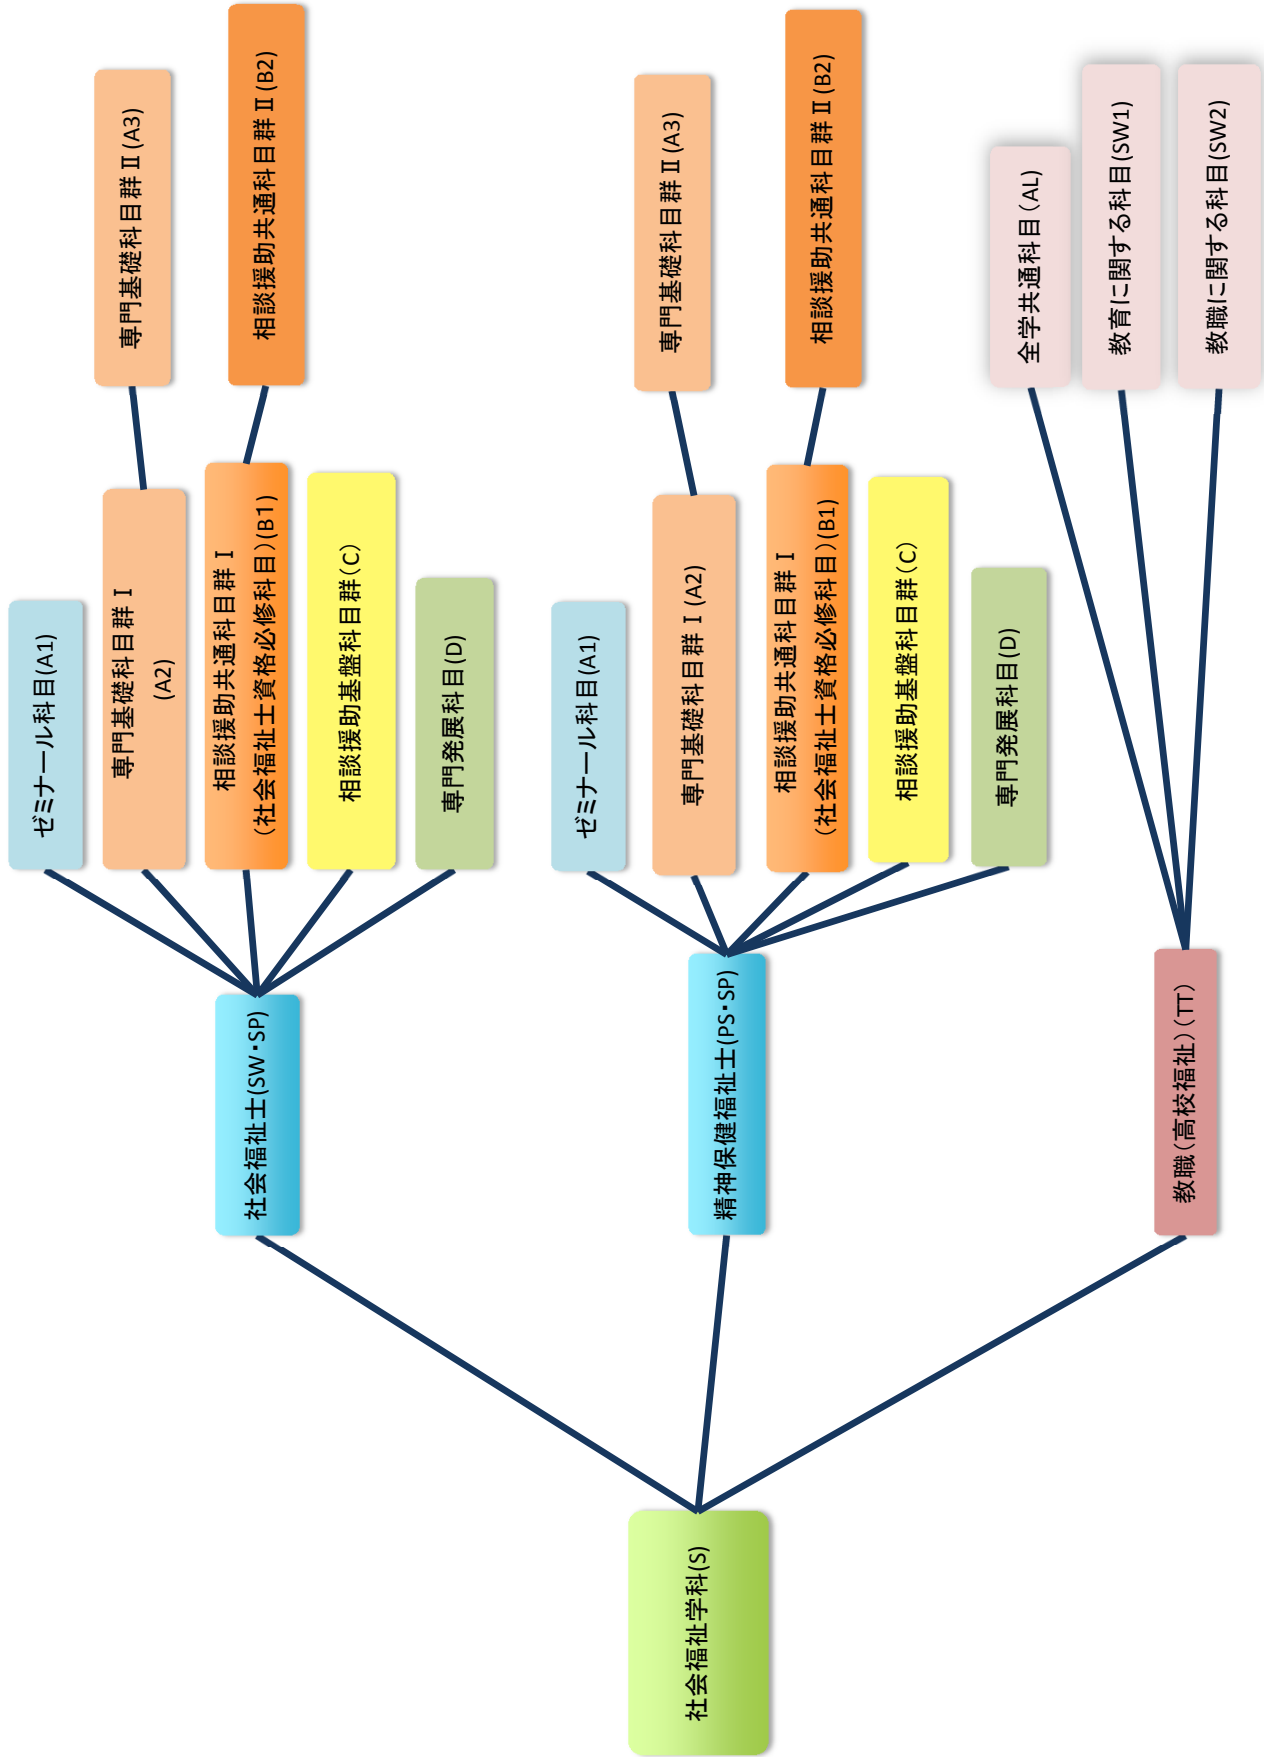 社会福祉学科(S)
社会福祉士(SW・SP)
ゼミナール科目(A1)
専門基礎科目群Ⅰ
(A2)
専門基礎科目群Ⅱ(A3)
相談援助共通科目群Ⅰ
(社会福祉士資格必修科目)(B1)
相談援助共通科目群Ⅱ(B2)
相談援助基盤科目群(C)
専門発展科目(D)
精神保健福祉士(PS・SP)
ゼミナール科目(A1)
専門基礎科目群Ⅰ(A2)
専門基礎科目群Ⅱ(A3)
相談援助共通科目群Ⅰ
(社会福祉士資格必修科目)(B1)
相談援助共通科目群Ⅱ(B2)
相談援助基盤科目群(C)
専門発展科目(D)
教職(高校福祉)(TT)
全学共通科目(AL)
教育に関する科目(SW1)
教職に関する科目(SW2)